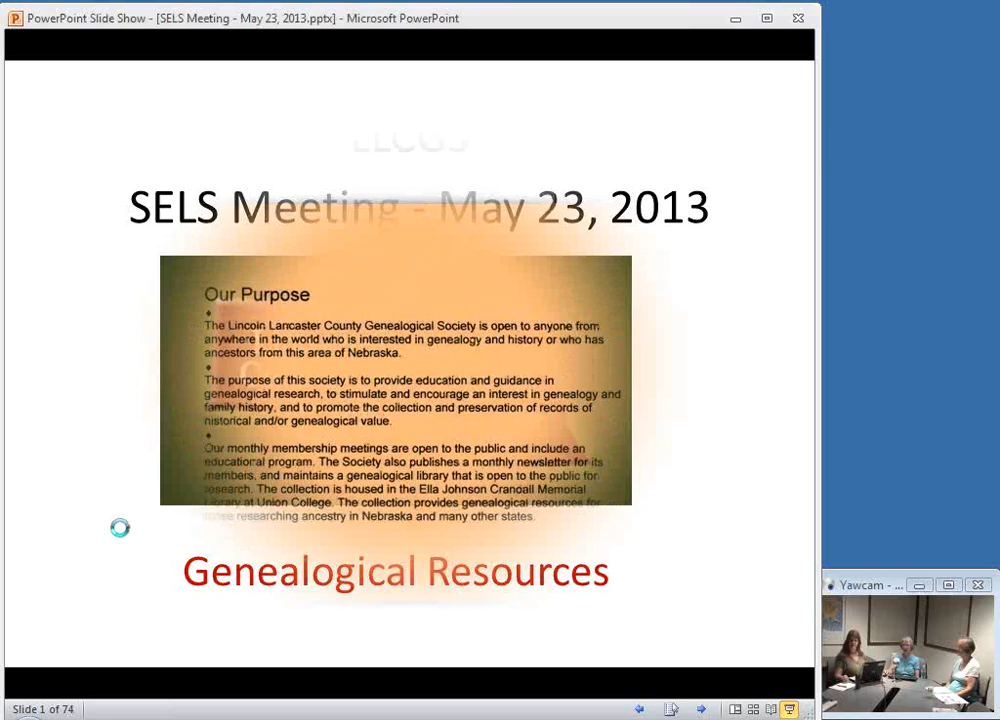 PowerPoint Slide Show - [SELS Meeting - May 23, 2013.pptx] - Microsoft PowerPoint
LLCGS
SELS Meeting - May 23, 2013
Our Purpose
The Lincoln Lancaster County Genealogical Society is open to anyone from
anywhere in the world who is interested in genealogy and history or who has
ancestors from this area of Nebraska.
The purpose of this society is to provide education and guidance in
genealogical research, to stimulate and encourage an interest in genealogy and
family history, and to promote the collection and preservation of records of
historical and/or genealogical value.
Our monthly membership meetings are open to the public and include an
educational program. The Society also publishes a monthly newsletter for its
members, and maintains a genealogical library that is open to the public for
research. The collection is housed in the Ella Johnson Crandall Memorial
Library at Union College. The collection provides genealogical resources for
those researching ancestry in Nebraska and many other states.
Genealogical Resources
Yawcam - ...
Slide 1 of 74